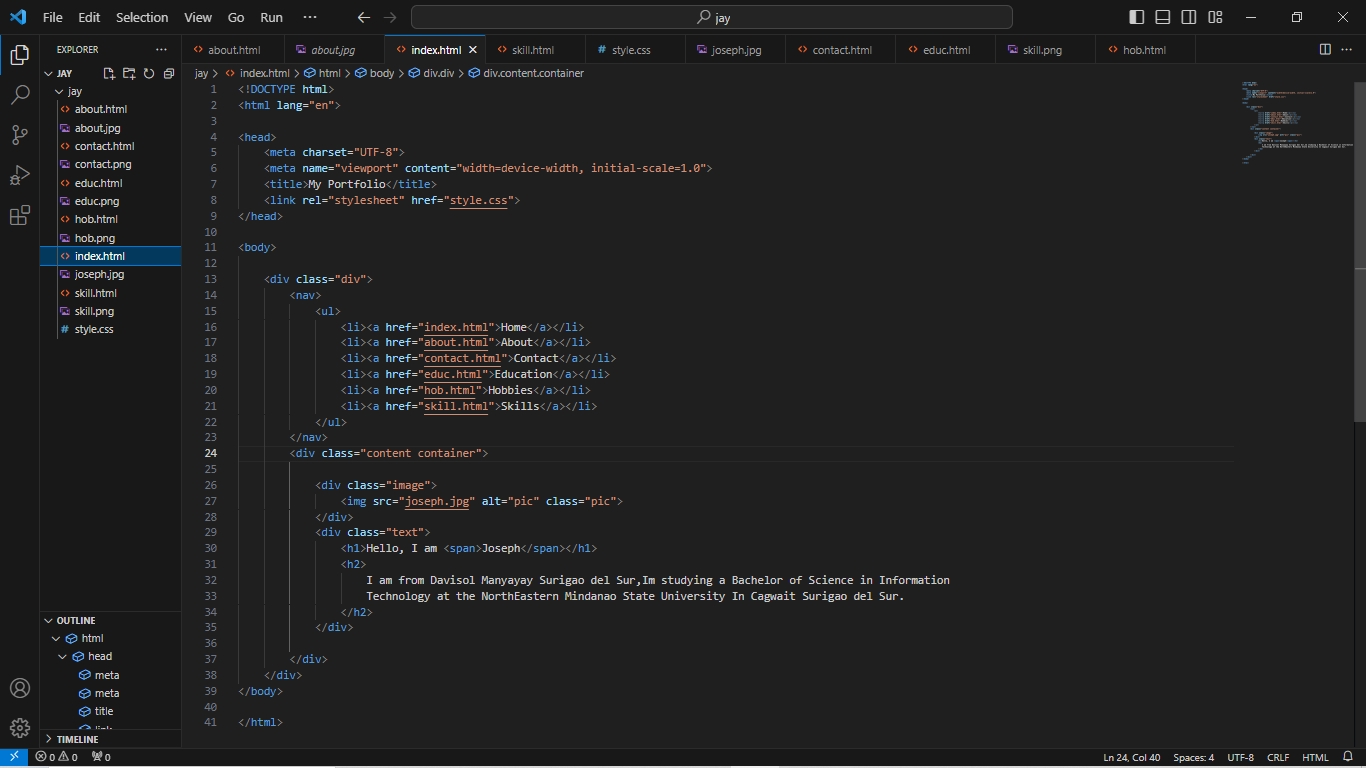 File Edit Selection View Go Run ···
jay
EXPLORER ···
JAY
jay
about.html
about.jpg
contact.html
contact.png
educ.html
educ.png
hob.html
hob.png
index.html
joseph.jpg
skill.html
skill.png
style.css
OUTLINE
html
head
meta
meta
title
TIMELINE
about.html about.jpg index.html skill.html # style.css joseph.jpg contact.html educ.html skill.png hob.html
jay > index.html > html > body > div.div > div.content.container
1 <!DOCTYPE html>
2 <html lang="en">
3
4 <head>
5 <meta charset="UTF-8">
6 <meta name="viewport" content="width=device-width, initial-scale=1.0">
7 <title>My Portfolio</title>
8 <link rel="stylesheet" href="style.css">
9 </head>
10
11 <body>
12
13 <div class="div">
14 <nav>
15 <ul>
16 <li><a href="index.html">Home</a></li>
17 <li><a href="about.html">About</a></li>
18 <li><a href="contact.html">Contact</a></li>
19 <li><a href="educ.html">Education</a></li>
20 <li><a href="hob.html">Hobbies</a></li>
21 <li><a href="skill.html">Skills</a></li>
22 </ul>
23 </nav>
24 <div class="content container">
25
26 <div class="image">
27 <img src="joseph.jpg" alt="pic" class="pic">
28 </div>
29 <div class="text">
30 <h1>Hello, I am <span>Joseph</span></h1>
31 <h2>
32 I am from Davisol Manyayay Surigao del Sur,Im studying a Bachelor of Science in Information
33 Technology at the NorthEastern Mindanao State University In Cagwait Surigao del Sur.
34 </h2>
35 </div>
36
37 </div>
38 </div>
39 </body>
40
41 </html>
0 0 0 Ln 24, Col 40 Spaces: 4 UTF-8 CRLF HTML